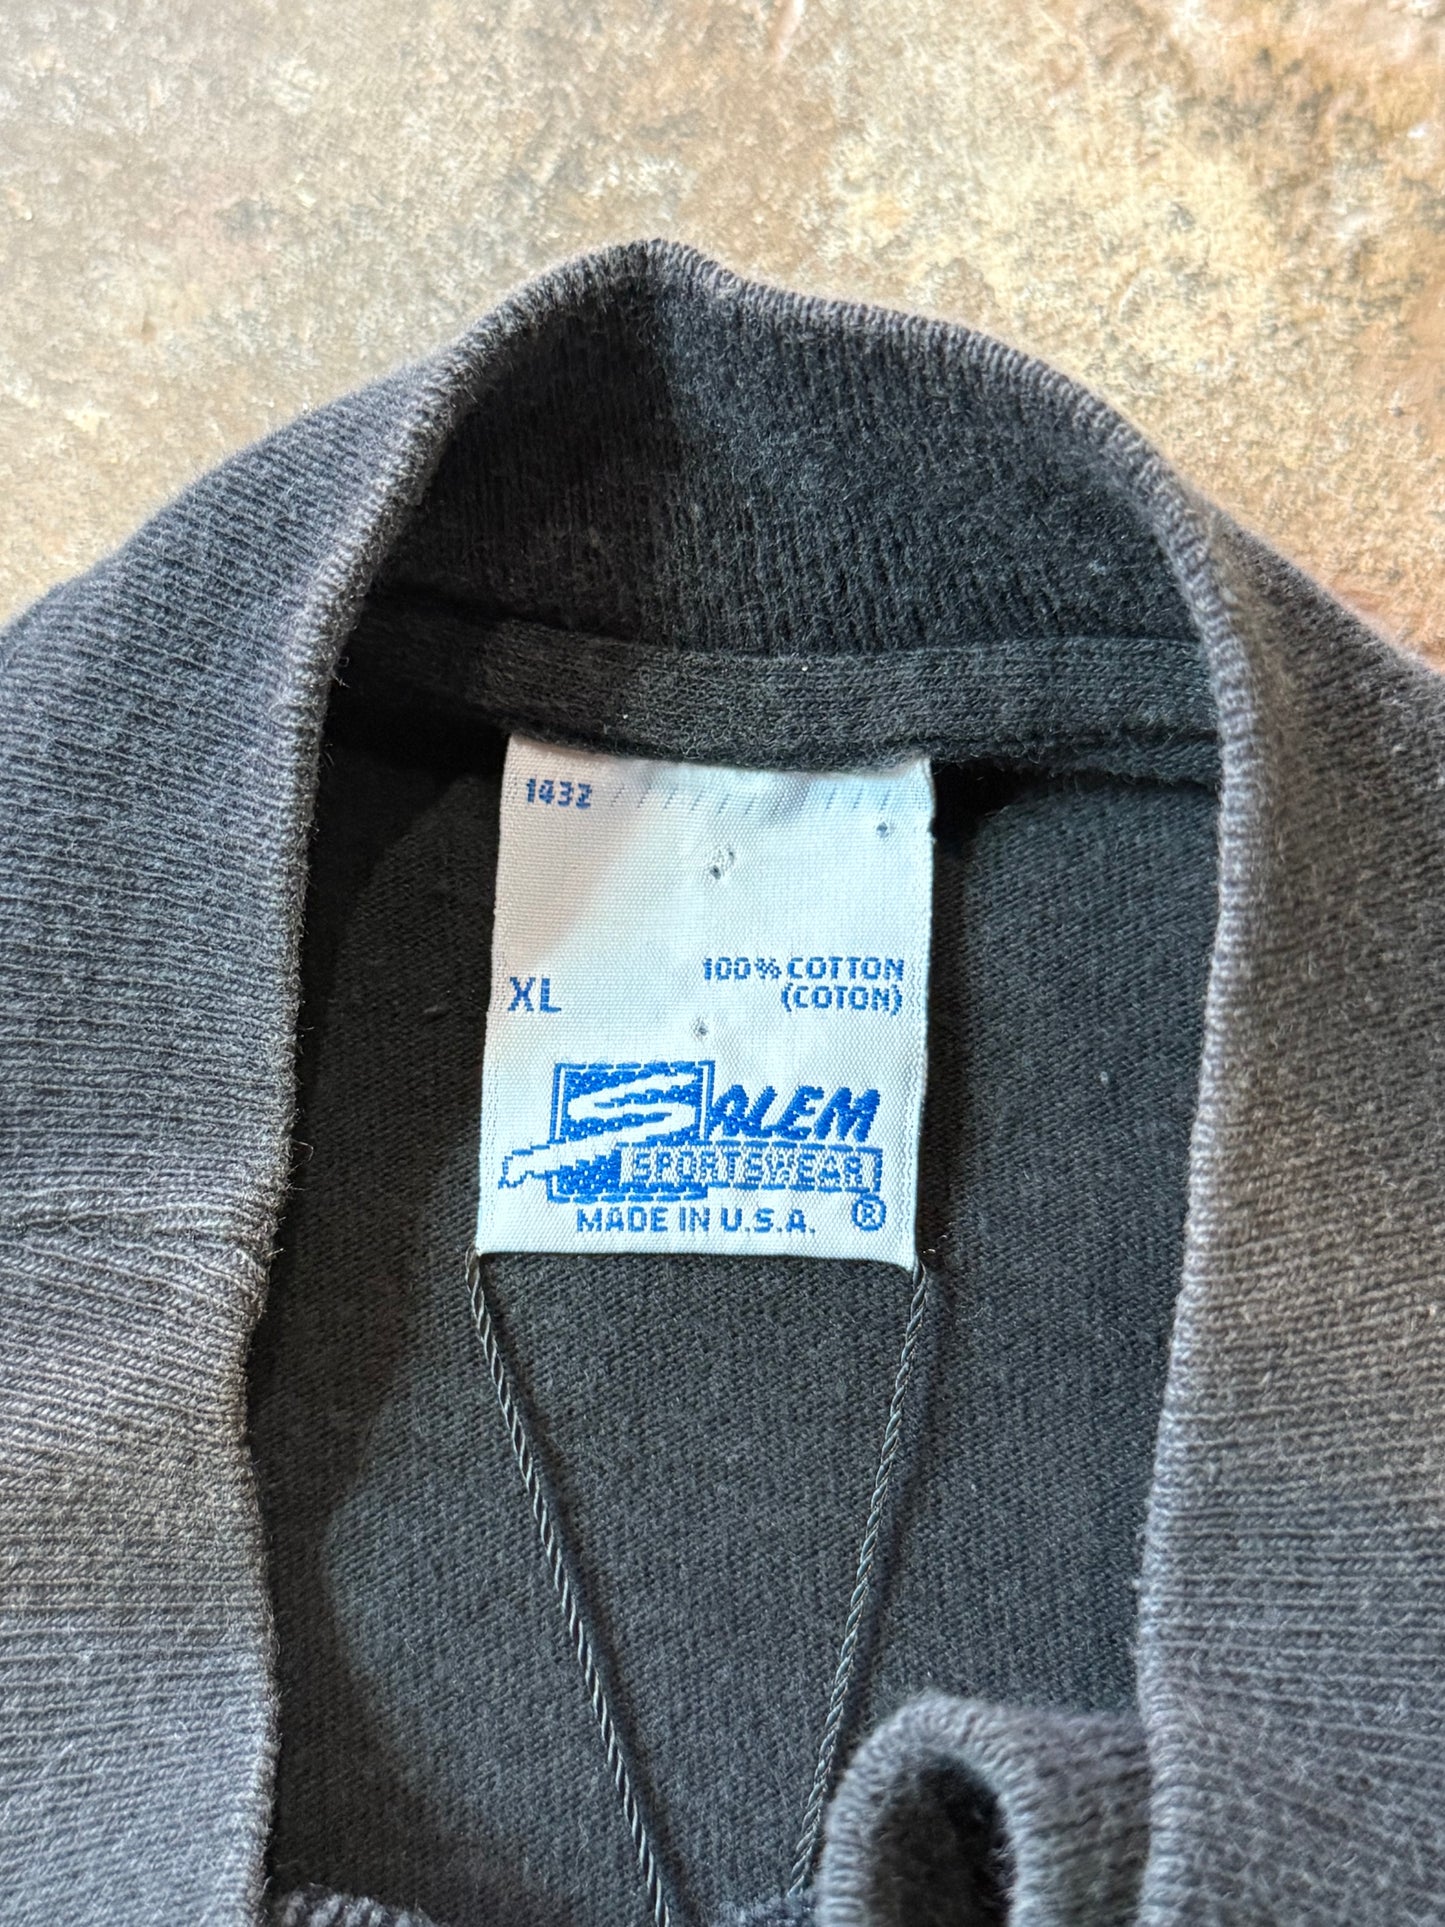 1432
XL
100% COTTON
(COTON)
SALEM
SPORTSWEAR
MADE IN U.S.A. ®